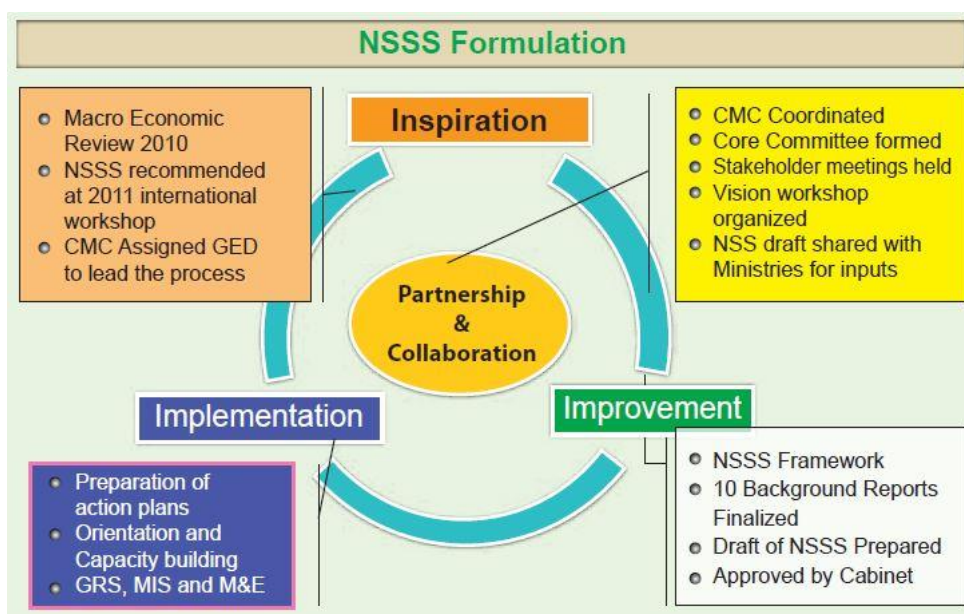 NSSS Formulation
Inspiration
Macro Economic
Review 2010
NSSS recommended
at 2011 international
workshop
CMC Assigned GED
to lead the process
CMC Coordinated
Core Committee formed
Stakeholder meetings held
Vision workshop
organized
NSS draft shared with
Ministries for inputs
Partnership
&
Collaboration
Implementation
Improvement
Preparation of
action plans
Orientation and
Capacity building
GRS, MIS and M&E
NSSS Framework
10 Background Reports
Finalized
Draft of NSSS Prepared
Approved by Cabinet